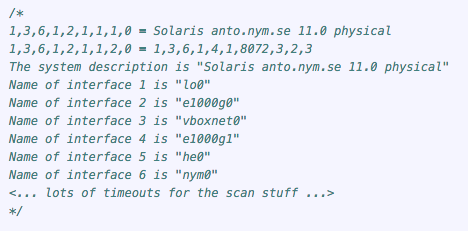 /*
1,3,6,1,2,1,1,1,0 = Solaris anto.nym.se 11.0 physical
1,3,6,1,2,1,1,2,0 = 1,3,6,1,4,1,8072,3,2,3
The system description is "Solaris anto.nym.se 11.0 physical"
Name of interface 1 is "lo0"
Name of interface 2 is "e1000g0"
Name of interface 3 is "vboxnet0"
Name of interface 4 is "e1000g1"
Name of interface 5 is "he0"
Name of interface 6 is "nym0"
<... lots of timeouts for the scan stuff ...>
*/